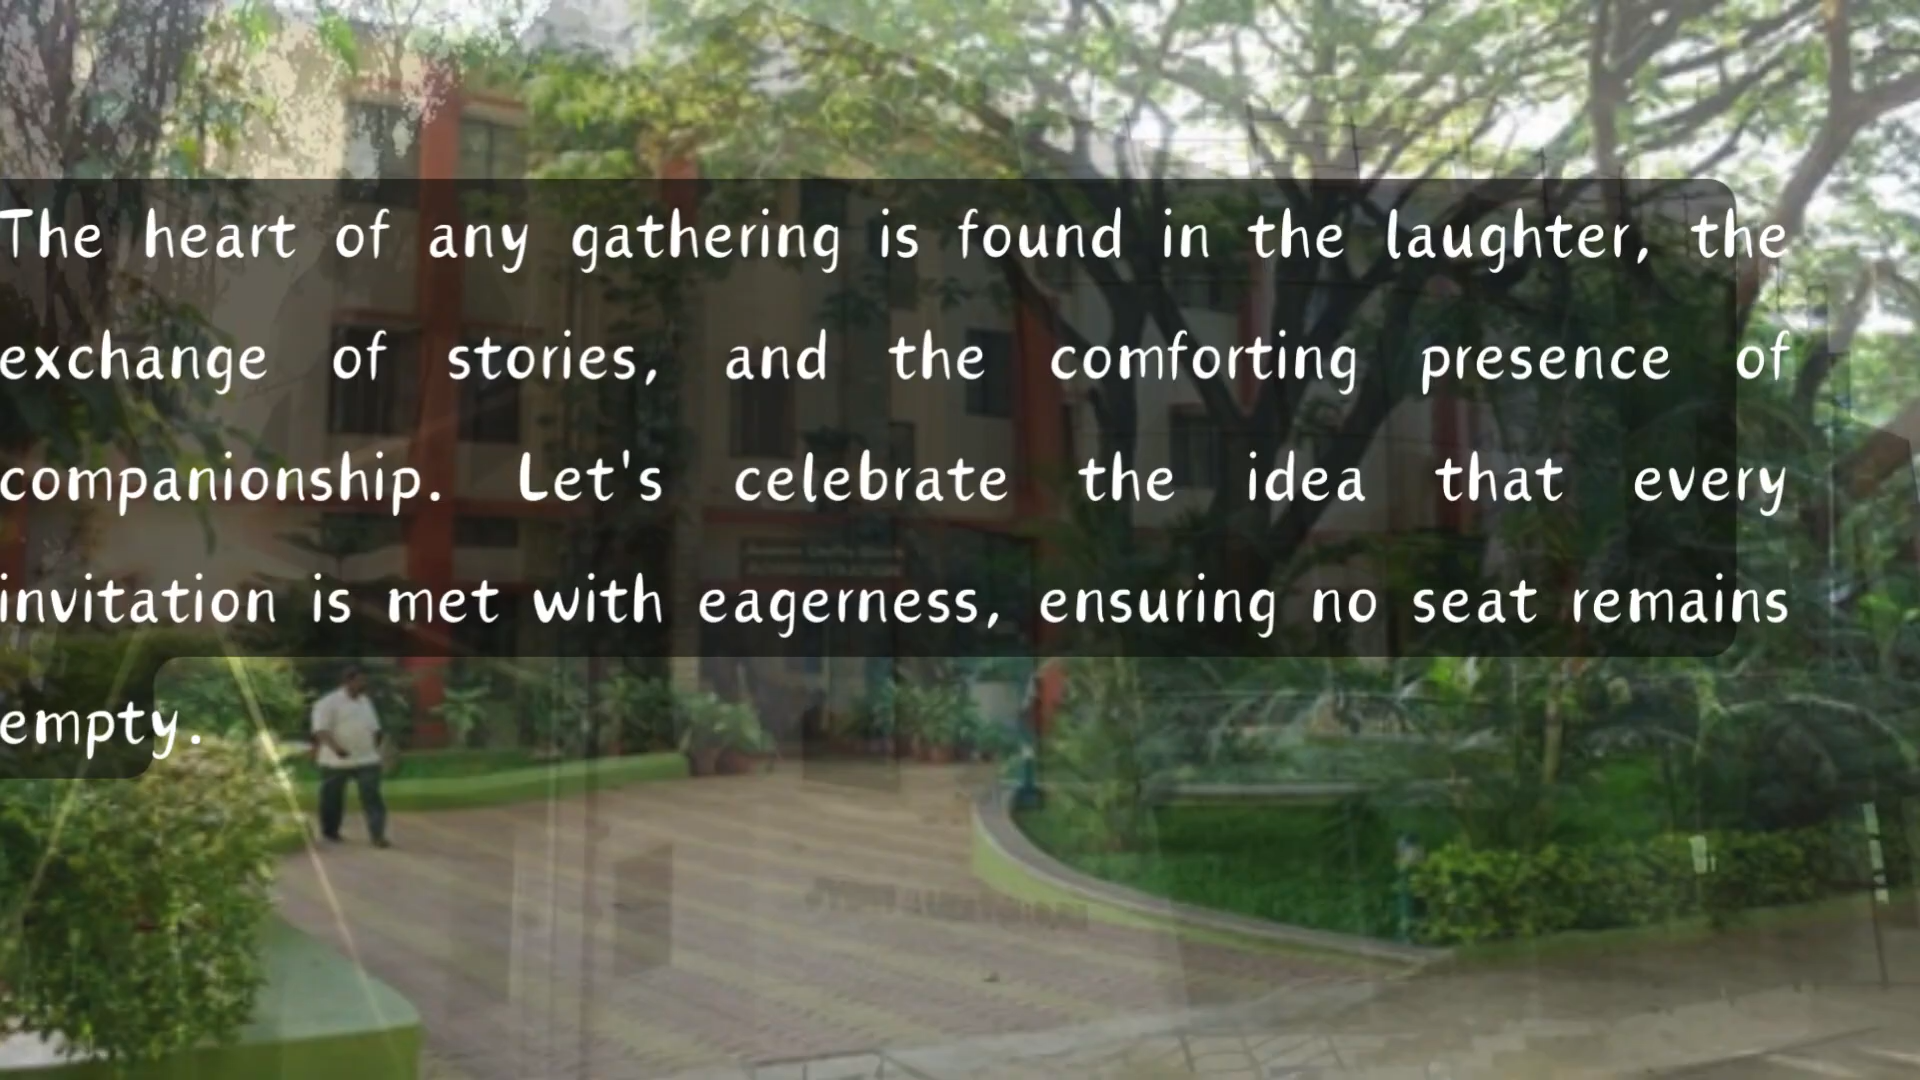 The heart of any gathering is found in the laughter, the
exchange of stories, and the comforting presence of
companionship. Let's celebrate the idea that every
invitation is met with eagerness, ensuring no seat remains
empty.